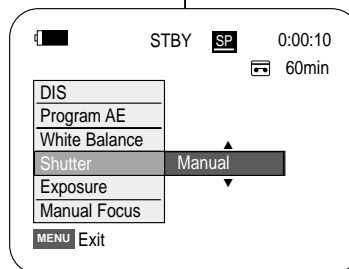 STBY SP 0:00:10
60min
DIS
Program AE
White Balance
Shutter Manual
Exposure
Manual Focus
MENU Exit